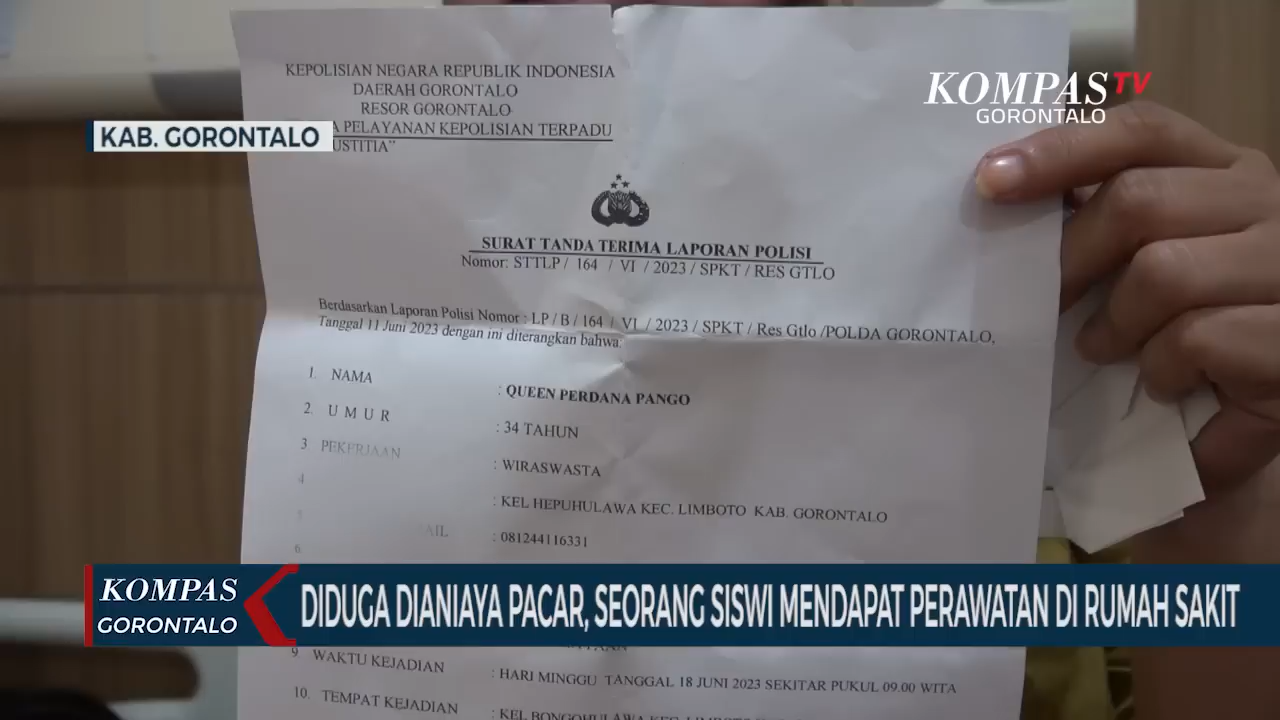 KEPOLISIAN NEGARA REPUBLIK INDONESIA
DAERAH GORONTALO
RESOR GORONTALO
PELAYANAN KEPOLISIAN TERPADU
KAB. GORONTALO
KOMPAS TV
GORONTALO
SURAT TANDA TERIMA LAPORAN POLISI
Nomor: STTLP / 164 / VI / 2023 / SPKT / RES GTLO
Berdasarkan Laporan Polisi Nomor : LP / B / 164 / VI / 2023 / SPKT / Res Gtlo /POLDA GORONTALO,
Tanggal 11 Juni 2023 dengan ini diterangkan bahwa:
1. NAMA : QUEEN PERDANA PANGO
2. U M U R : 34 TAHUN
3 PEKERJAAN : WIRASWASTA
4 : KEL HEPUHULAWA KEC. LIMBOTO KAB. GORONTALO
: 081244116331
6
KOMPAS
GORONTALO
DIDUGA DIANIAYA PACAR, SEORANG SISWI MENDAPAT PERAWATAN DI RUMAH SAKIT
9 WAKTU KEJADIAN : HARI MINGGU TANGGAL 18 JUNI 2023 SEKITAR PUKUL 09.00 WITA
10. TEMPAT KEJADIAN : KEL BONGOHULAWA KEC. LIMBOTO